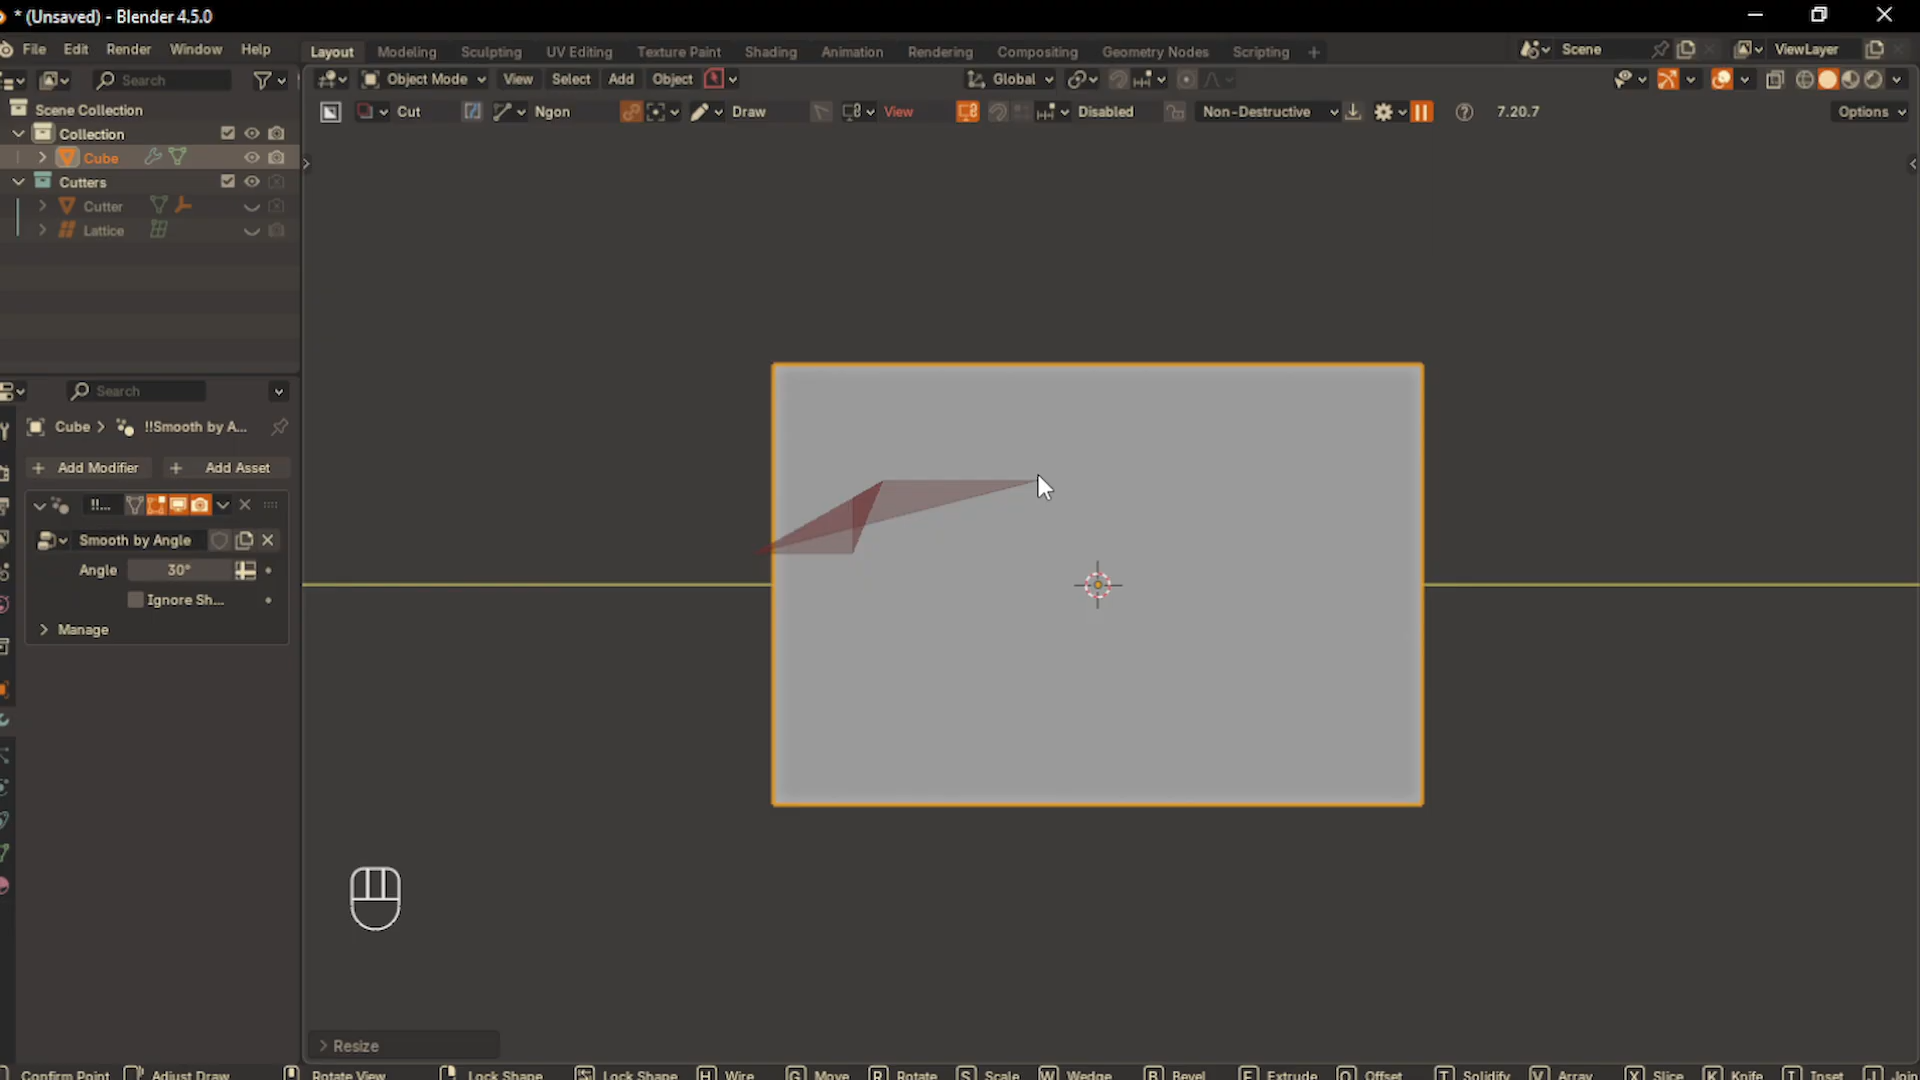 * (Unsaved) - Blender 4.5.0
File Edit Render Window Help
Layout Modeling Sculpting UV Editing Texture Paint Shading Animation Rendering Compositing Geometry Nodes Scripting +
Scene
ViewLayer
Search
Object Mode View Select Add Object
Global
Cut Ngon Draw View Disabled Non-Destructive 7.20.7 Options
Scene Collection
Collection
Cube
Cutters
Cutter
Lattice
Search
Cube > !!Smooth by A...
+ Add Modifier + Add Asset
!!...
Smooth by Angle
Angle 30°
Ignore Sh...
> Manage
> Resize
Confirm Point Adjust Draw Rotate View Lock Shape Lock Shape H Wire G Move R Rotate S Scale W Wedge B Bevel E Extrude O Offset T Solidify V Array X Slice K Knife I Inset J Join